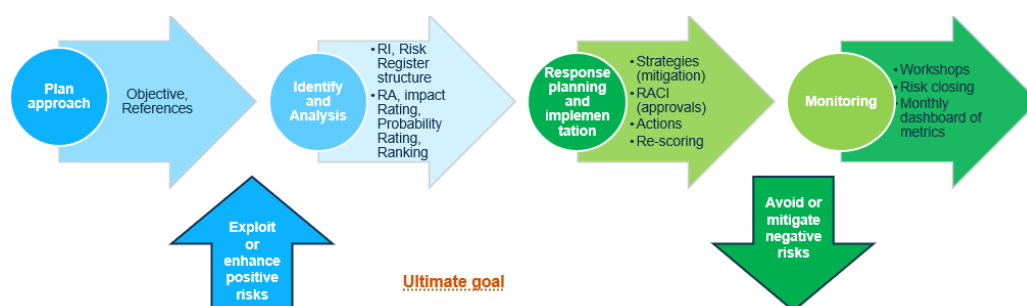 Plan
approach
Objective,
References
Identify
and
Analysis
• RI, Risk
Register
structure
• RA, impact
Rating,
Probability
Rating,
Ranking
Response
planning
and
implemen
tation
• Strategies
(mitigation)
• RACI
(approvals)
• Actions
• Re-scoring
Monitoring
• Workshops
• Risk closing
• Monthly
dashboard of
metrics
Exploit
or
enhance
positive
risks
Ultimate goal
Avoid or
mitigate
negative
risks